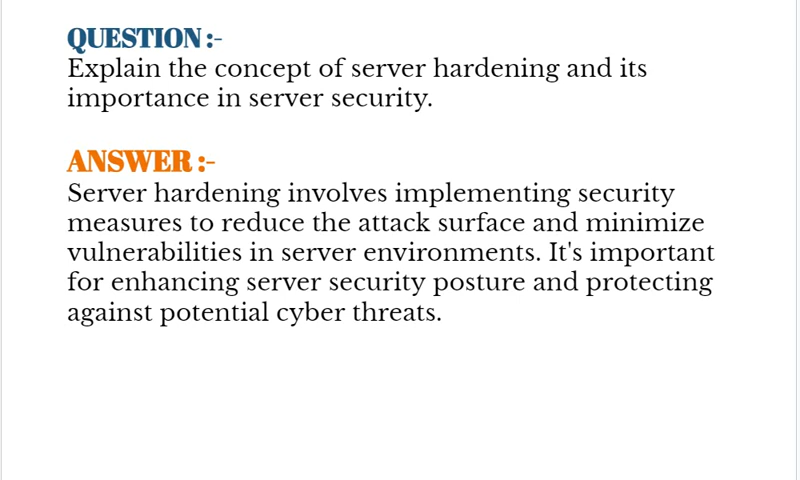 QUESTION :-
Explain the concept of server hardening and its
importance in server security.
ANSWER :-
Server hardening involves implementing security
measures to reduce the attack surface and minimize
vulnerabilities in server environments. It's important
for enhancing server security posture and protecting
against potential cyber threats.